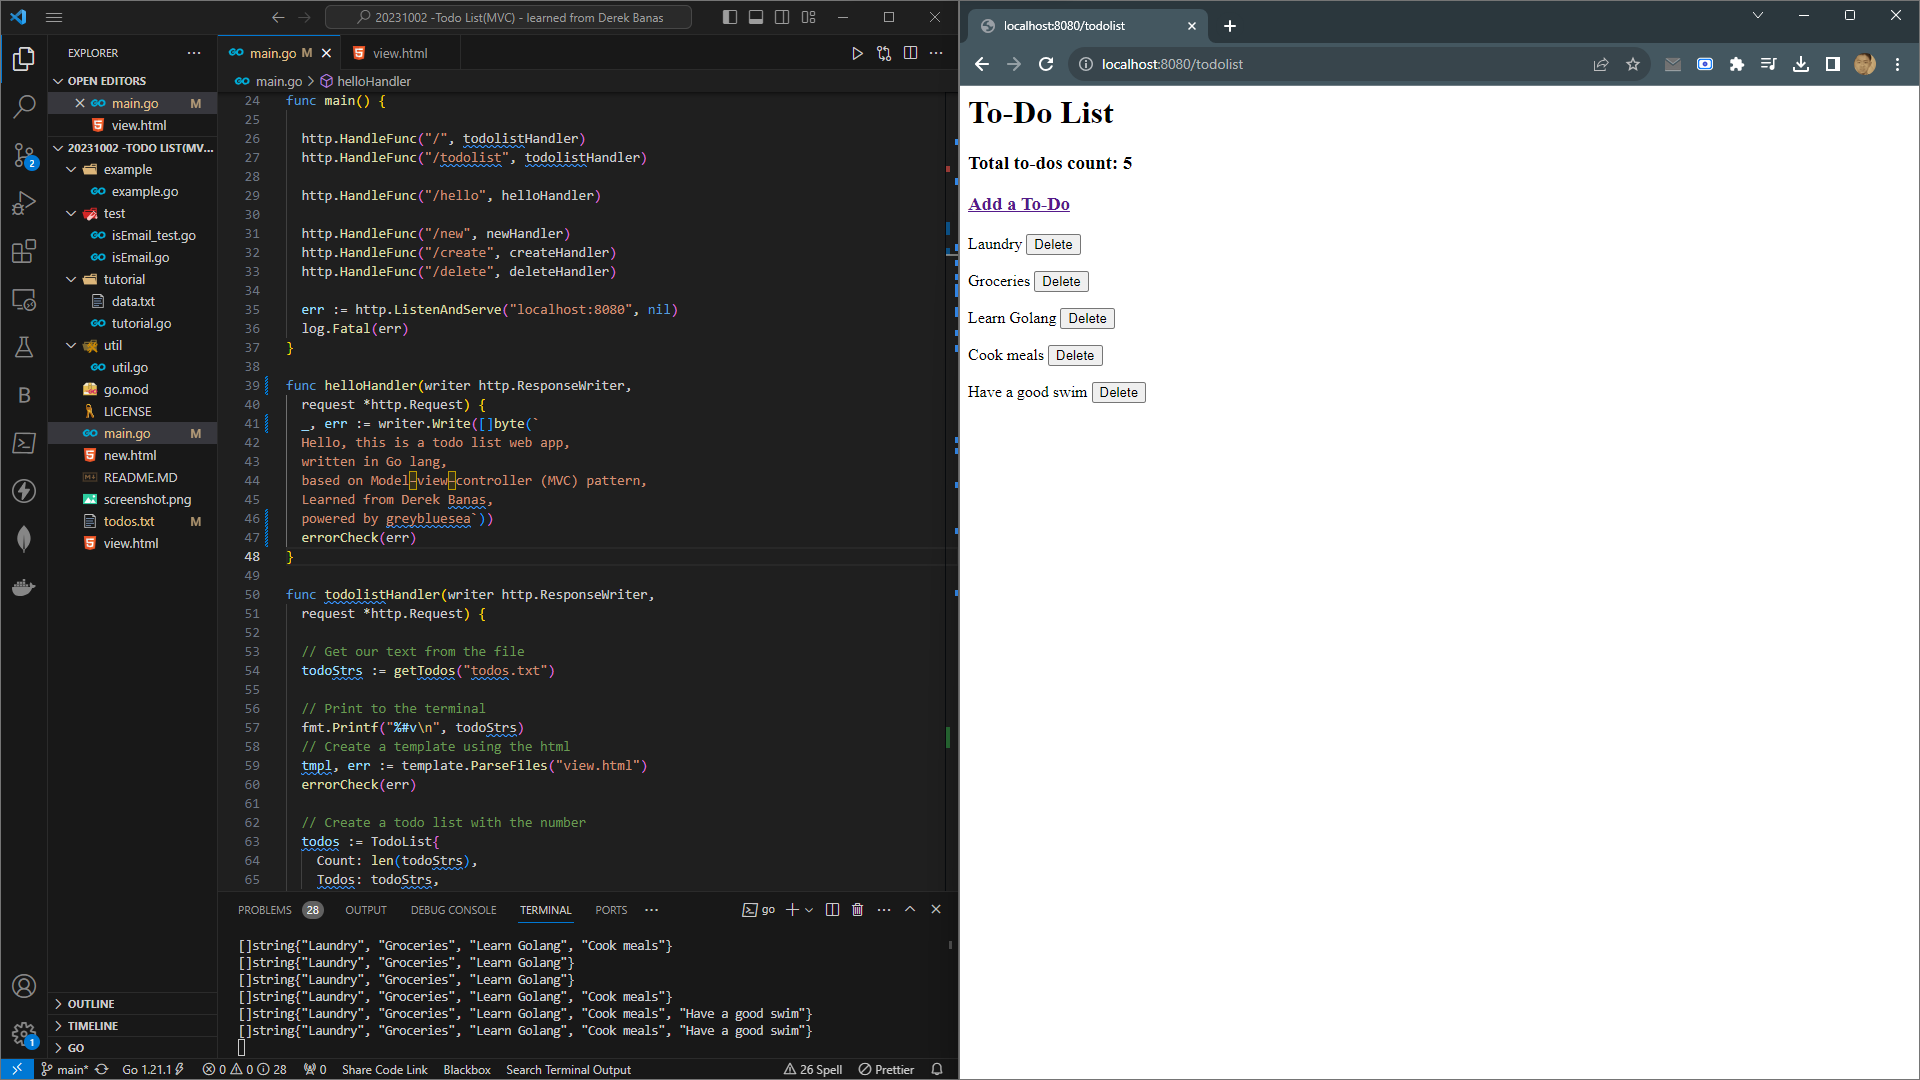 20231002 -Todo List(MVC) - learned from Derek Banas
EXPLORER
OPEN EDITORS
main.go M
view.html
20231002 -TODO LIST(MV...
example
example.go
test
isEmail_test.go
isEmail.go
tutorial
data.txt
tutorial.go
util
util.go
go.mod
LICENSE
main.go M
new.html
README.MD
screenshot.png
todos.txt M
view.html
OUTLINE
TIMELINE
GO
2
B
1
main.go M
view.html
main.go > helloHandler
24 func main() {
25
26 http.HandleFunc("/", todolistHandler)
27 http.HandleFunc("/todolist", todolistHandler)
28
29 http.HandleFunc("/hello", helloHandler)
30
31 http.HandleFunc("/new", newHandler)
32 http.HandleFunc("/create", createHandler)
33 http.HandleFunc("/delete", deleteHandler)
34
35 err := http.ListenAndServe("localhost:8080", nil)
36 log.Fatal(err)
37 }
38
39 func helloHandler(writer http.ResponseWriter,
40 request *http.Request) {
41 _, err := writer.Write([]byte(`
42 Hello, this is a todo list web app,
43 written in Go lang,
44 based on Model–view–controller (MVC) pattern,
45 Learned from Derek Banas,
46 powered by greybluesea`))
47 errorCheck(err)
48 }
49
50 func todolistHandler(writer http.ResponseWriter,
51 request *http.Request) {
52
53 // Get our text from the file
54 todoStrs := getTodos("todos.txt")
55
56 // Print to the terminal
57 fmt.Printf("%#v\n", todoStrs)
58 // Create a template using the html
59 tmpl, err := template.ParseFiles("view.html")
60 errorCheck(err)
61
62 // Create a todo list with the number
63 todos := TodoList{
64 Count: len(todoStrs),
65 Todos: todoStrs,
PROBLEMS 28 OUTPUT DEBUG CONSOLE TERMINAL PORTS ··· go
[]string{"Laundry", "Groceries", "Learn Golang", "Cook meals"}
[]string{"Laundry", "Groceries", "Learn Golang"}
[]string{"Laundry", "Groceries", "Learn Golang"}
[]string{"Laundry", "Groceries", "Learn Golang", "Cook meals"}
[]string{"Laundry", "Groceries", "Learn Golang", "Cook meals", "Have a good swim"}
[]string{"Laundry", "Groceries", "Learn Golang", "Cook meals", "Have a good swim"}
main* Go 1.21.1 0 0 28 0 Share Code Link Blackbox Search Terminal Output 26 Spell Prettier
localhost:8080/todolist
localhost:8080/todolist
To-Do List
Total to-dos count: 5
Add a To-Do
Laundry Delete
Groceries Delete
Learn Golang Delete
Cook meals Delete
Have a good swim Delete